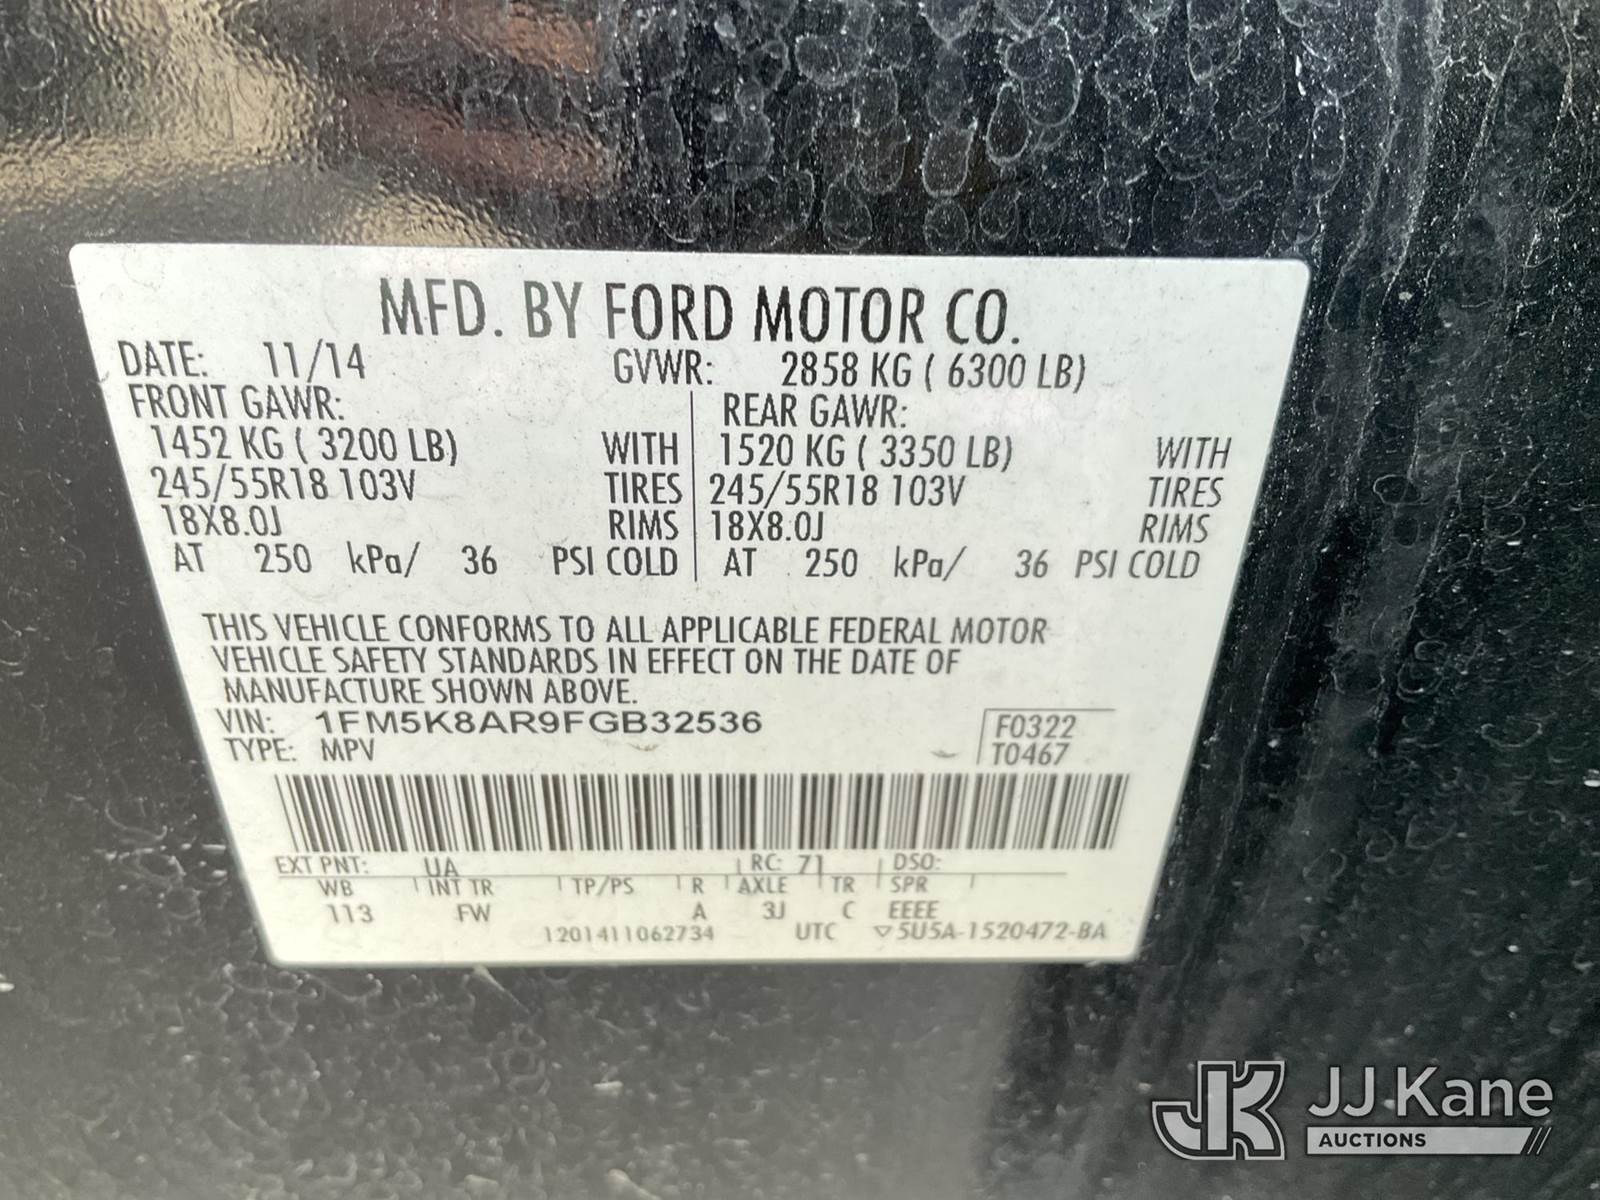 MFD. BY FORD MOTOR CO.
DATE: 11/14 GVWR: 2858 KG ( 6300 LB)
FRONT GAWR: REAR GAWR:
1452 KG ( 3200 LB) WITH 1520 KG ( 3350 LB) WITH
245/55R18 103V TIRES 245/55R18 103V TIRES
18X8.0J RIMS 18X8.0J RIMS
AT 250 kPa/ 36 PSI COLD AT 250 kPa/ 36 PSI COLD
THIS VEHICLE CONFORMS TO ALL APPLICABLE FEDERAL MOTOR
VEHICLE SAFETY STANDARDS IN EFFECT ON THE DATE OF
MANUFACTURE SHOWN ABOVE.
VIN: 1FM5K8AR9FGB32536 F0322
TYPE: MPV T0467
EXT PNT: UA RC: 71 DSO:
WB INT TR TP/PS R AXLE TR SPR
113 FW A 3J C EEEE
1201411062734 UTC ▽5U5A-1520472-BA
JK JJ Kane
AUCTIONS